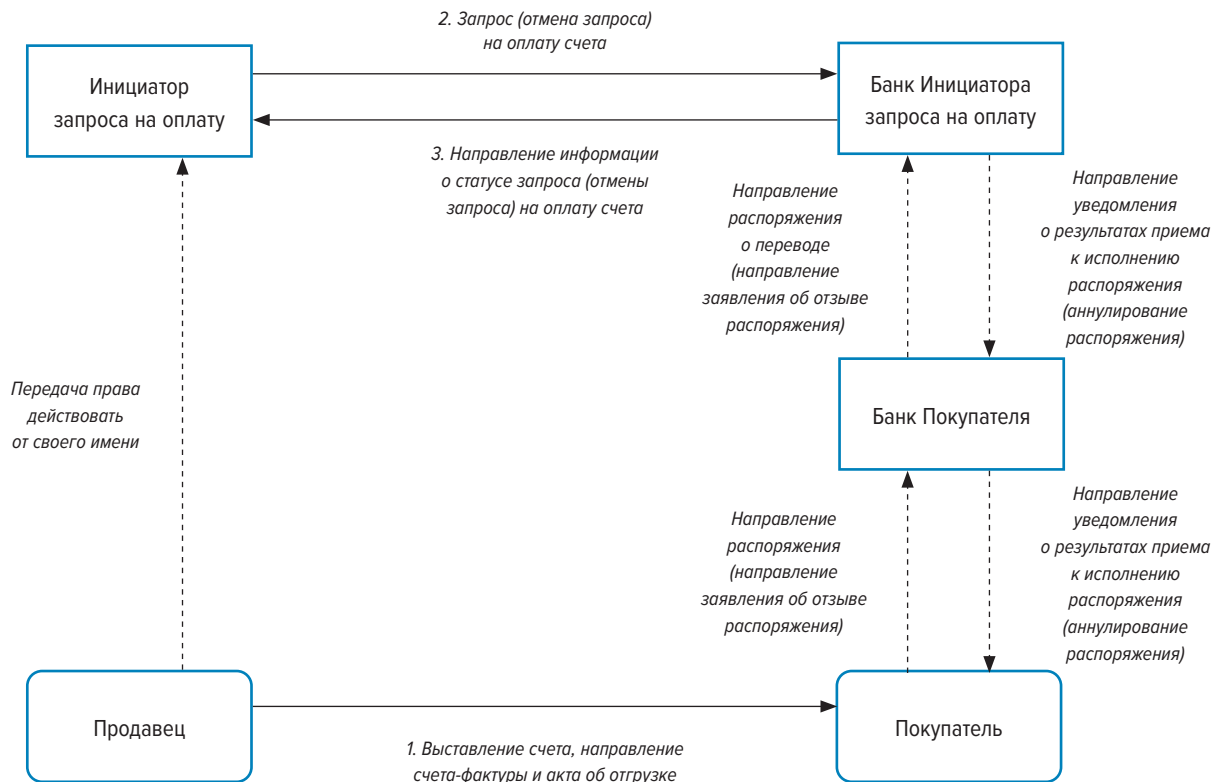 2. Запрос (отмена запроса)
на оплату счета
Инициатор
запроса на оплату
Банк Инициатора
запроса на оплату
3. Направление информации
о статусе запроса (отмены
запроса) на оплату счета
Направление
распоряжения
о переводе
(направление
заявления об отзыве
распоряжения)
Направление
уведомления
о результатах приема
к исполнению
распоряжения
(аннулирование
распоряжения)
Передача права
действовать
от своего имени
Банк Покупателя
Направление
распоряжения
(направление
заявления об отзыве
распоряжения)
Направление
уведомления
о результатах приема
к исполнению
распоряжения
(аннулирование
распоряжения)
Продавец
Покупатель
1. Выставление счета, направление
счета-фактуры и акта об отгрузке